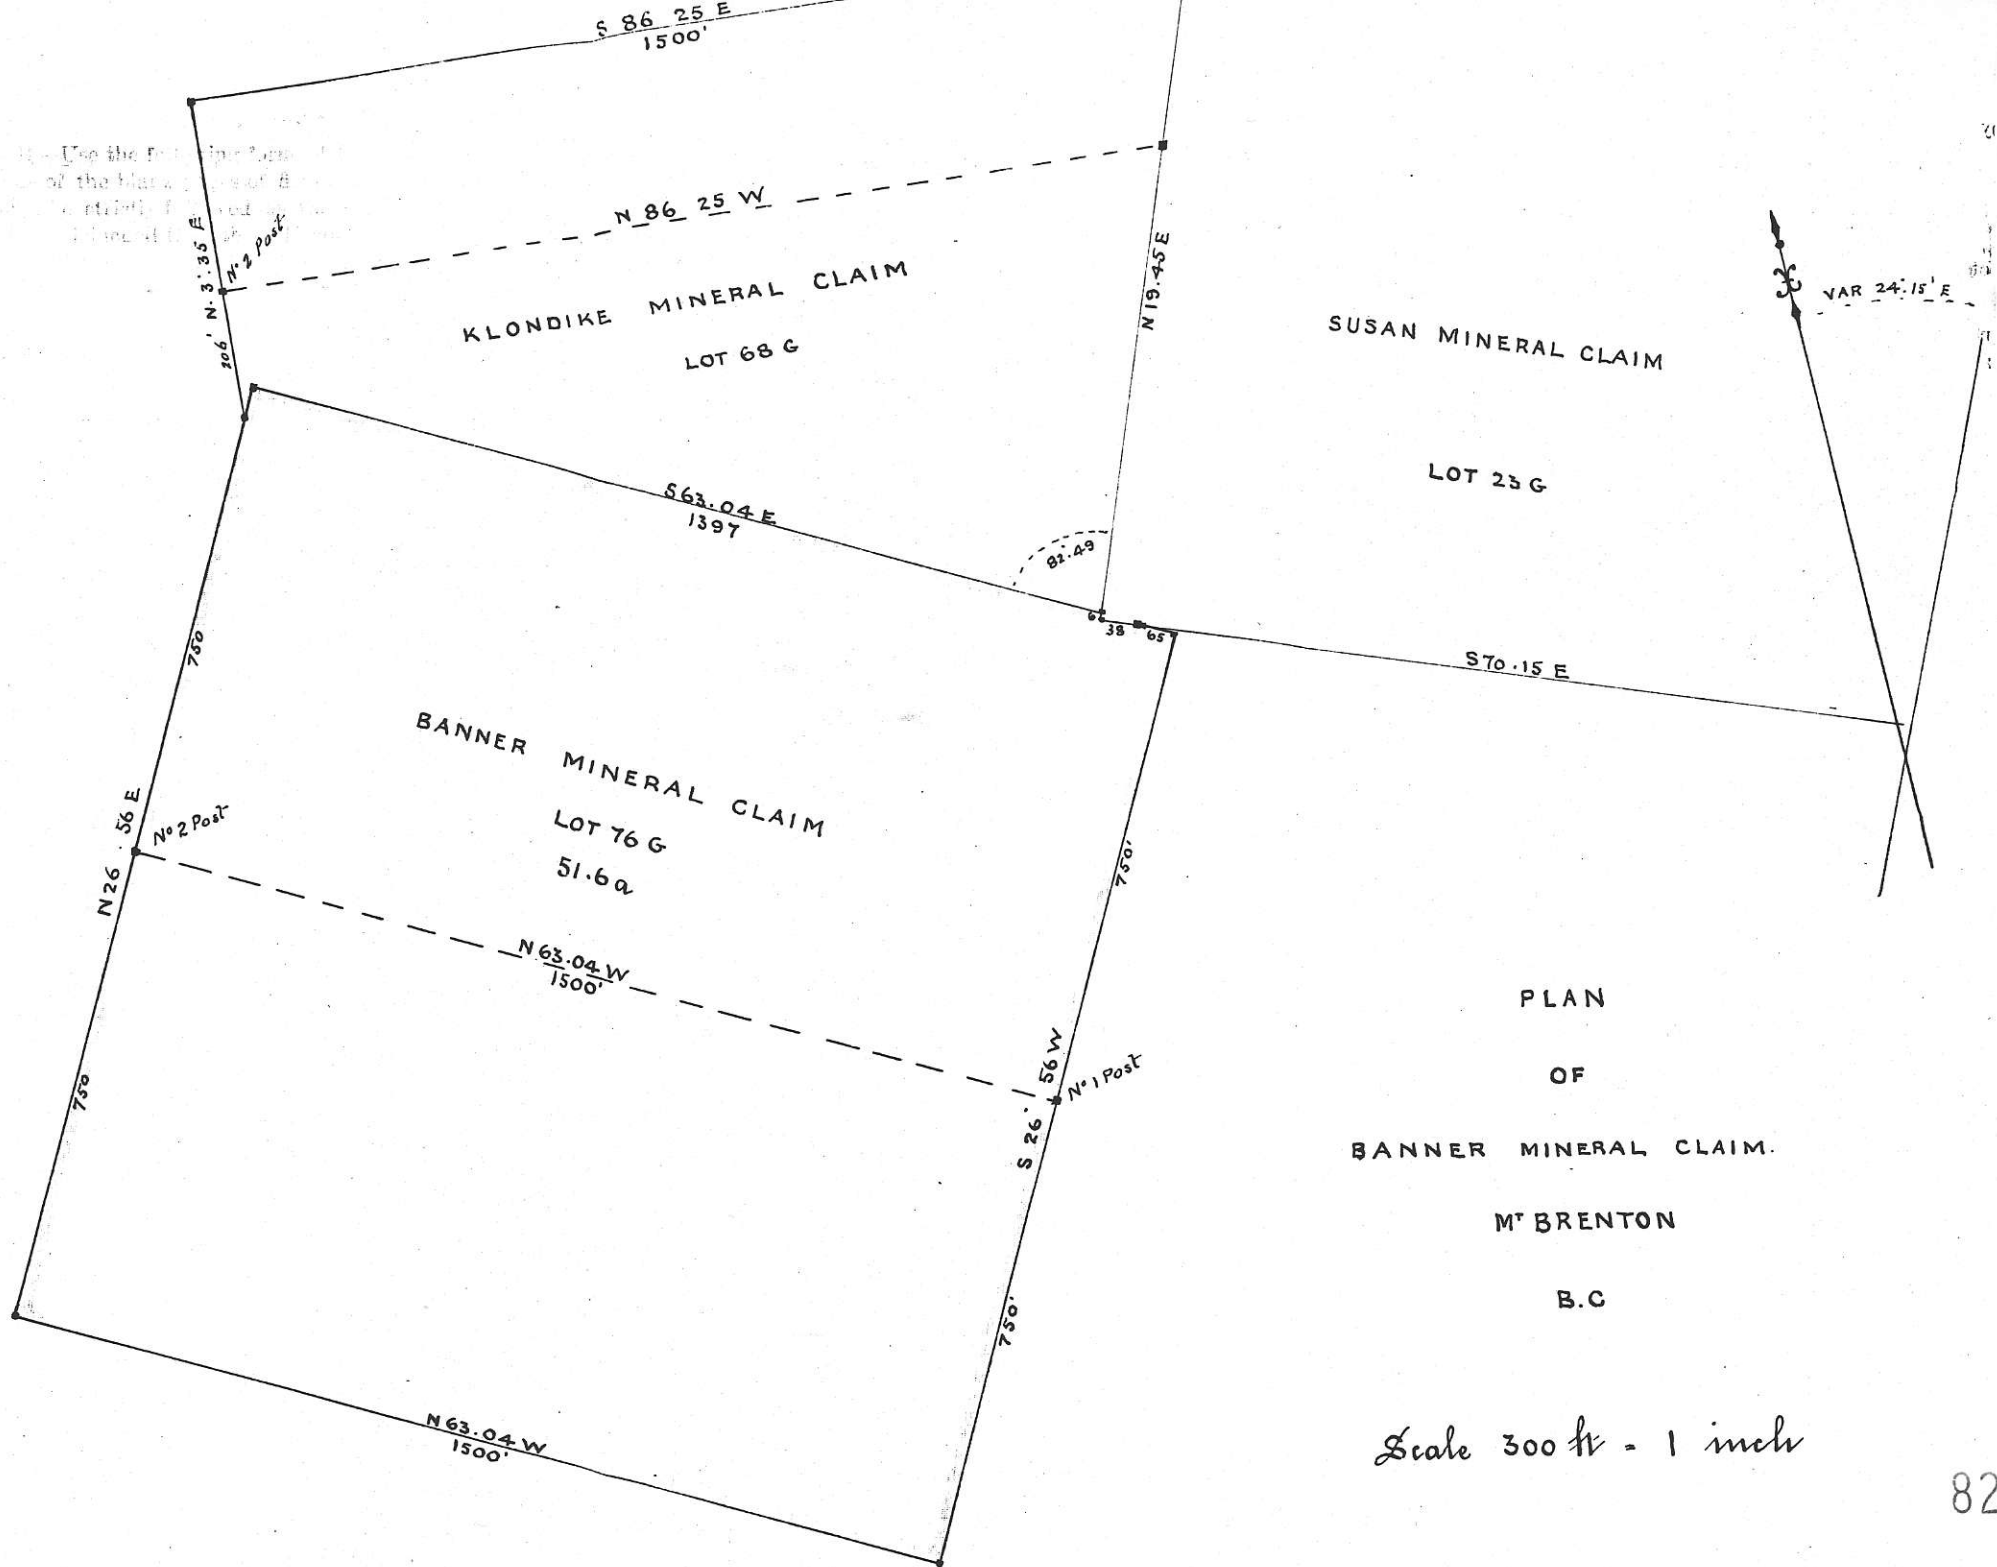 S 86 25 E
1500'
N 86 25 W
N. 3°.35 E
Nº 2 Post
206'
KLONDIKE MINERAL CLAIM
LOT 68 G
N 19.45 E
SUSAN MINERAL CLAIM
LOT 23 G
VAR 24°.15' E
S 63.04 E
1397
82°.49
6
38
65
S 70.15 E
750
BANNER MINERAL CLAIM
LOT 76 G
51.6 a
N 26°.56 E
Nº 2 Post
750'
N 63.04 W
1500'
S 26° 56 W
Nº 1 Post
750
750'
N 63.04 W
1500'
PLAN
OF
BANNER MINERAL CLAIM.
Mᵀ BRENTON
B.C
Scale 300 ft = 1 inch
82